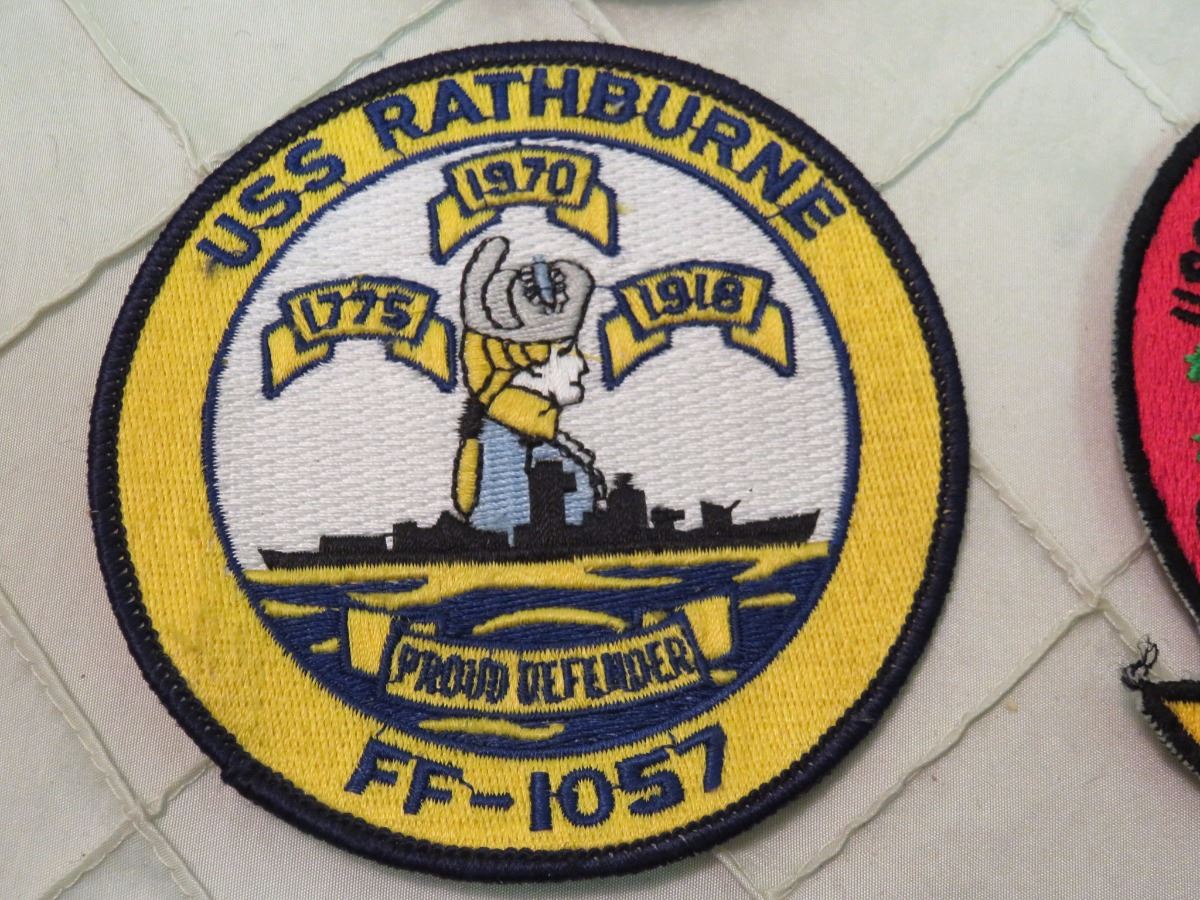 USS RATHBURNE
1970
1775
1918
PROUD DEFENDER
FF-1057